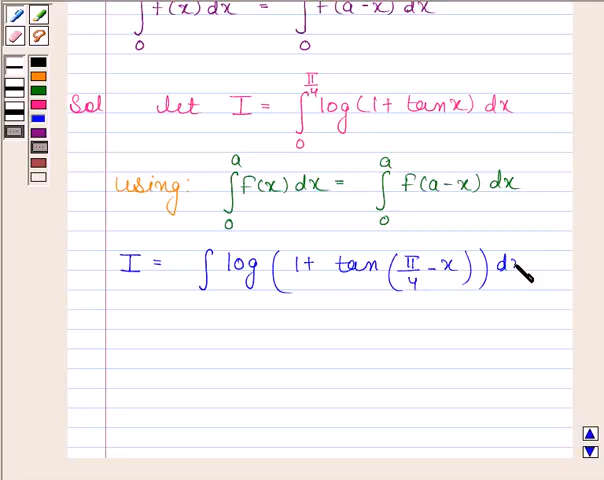 ∫₀ f(x) dx = ∫₀ f(a-x) dx
Sol let I = ∫₀^(π/4) log(1+ tanx) dx
using: ∫₀^a f(x) dx = ∫₀^a f(a-x) dx
I = ∫ log(1+ tan(π/4 - x)) dx